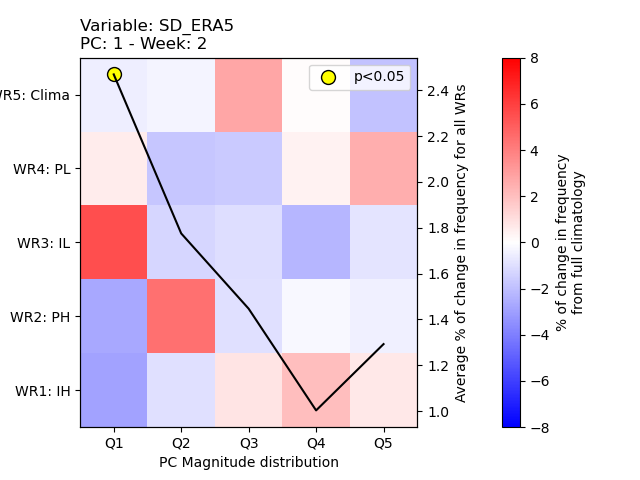 Variable: SD_ERA5
PC: 1 - Week: 2
p<0.05
WR5: Clima
WR4: PL
WR3: IL
WR2: PH
WR1: IH
Q1 Q2 Q3 Q4 Q5
PC Magnitude distribution
2.4
2.2
2.0
1.8
1.6
1.4
1.2
1.0
Average % of change in frequency for all WRs
8
6
4
2
0
−2
−4
−6
−8
% of change in frequency
from full climatology